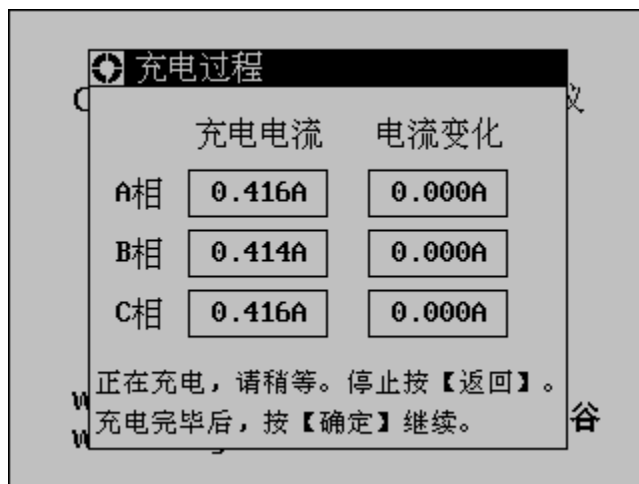 充电过程
充电电流 电流变化
A相 0.416A 0.000A
B相 0.414A 0.000A
C相 0.416A 0.000A
正在充电，请稍等。停止按【返回】。
充电完毕后，按【确定】继续。
谷